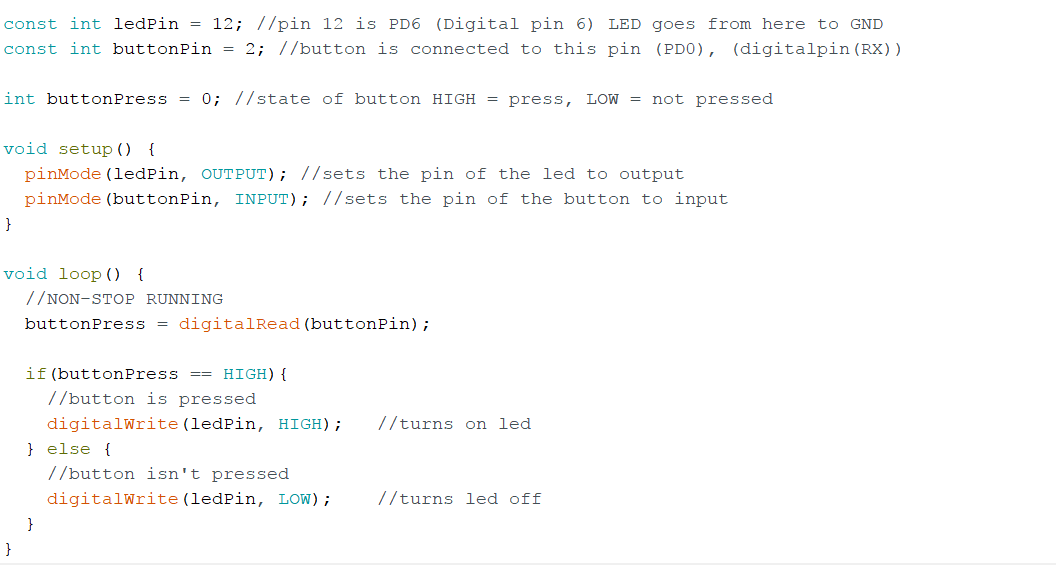 const int ledPin = 12; //pin 12 is PD6 (Digital pin 6) LED goes from here to GND
const int buttonPin = 2; //button is connected to this pin (PD0), (digitalpin(RX))

int buttonPress = 0; //state of button HIGH = press, LOW = not pressed

void setup() {
  pinMode(ledPin, OUTPUT); //sets the pin of the led to output
  pinMode(buttonPin, INPUT); //sets the pin of the button to input
}

void loop() {
  //NON-STOP RUNNING
  buttonPress = digitalRead(buttonPin);

  if(buttonPress == HIGH){
    //button is pressed
    digitalWrite(ledPin, HIGH);   //turns on led
  } else {
    //button isn't pressed
    digitalWrite(ledPin, LOW);    //turns led off
  }
}